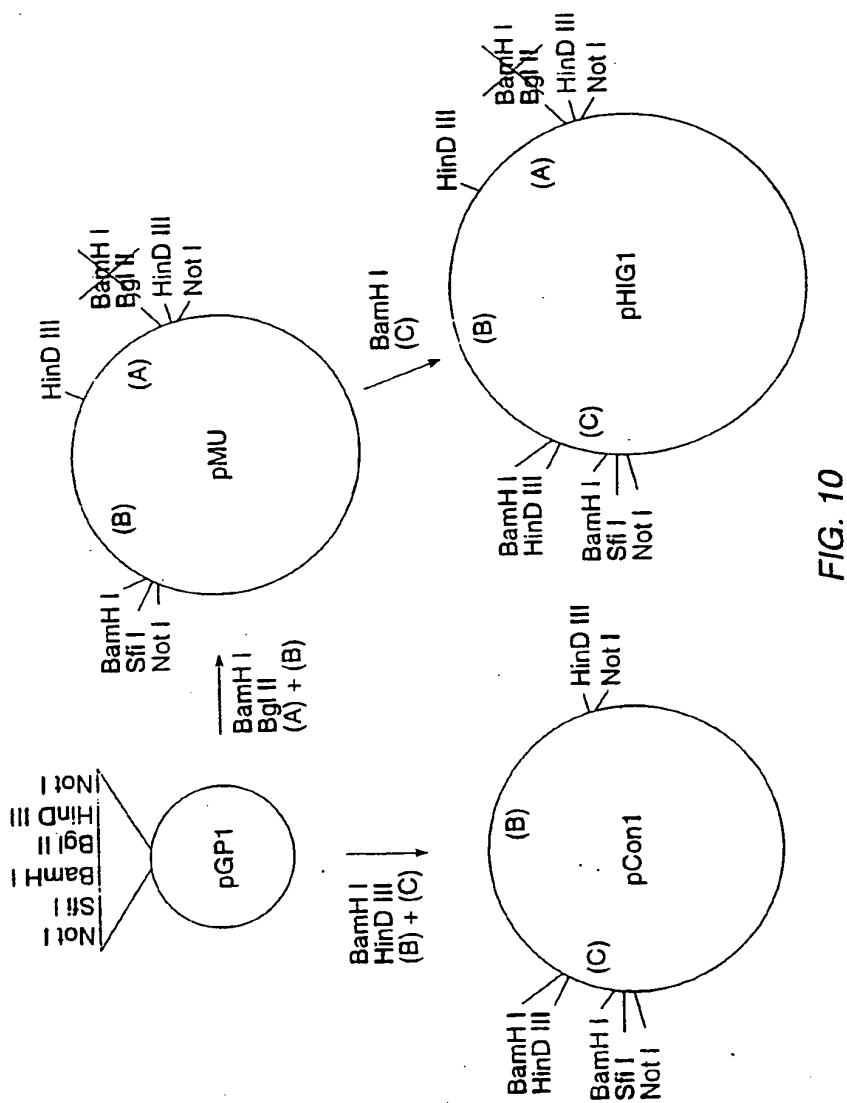 Not I
Sfi I
BamH I
Bgl II
HinD III
Not I
pGP1
BamH I
Bgl II
(A) + (B)
BamH I
Sfi I
Not I
(B)
pMU
(A)
HinD III
BamH I
Bgl II
HinD III
Not I
BamH I
HinD III
(B) + (C)
BamH I
(C)
BamH I
HinD III
(C)
BamH I
Sfi I
Not I
(B)
pCon1
HinD III
Not I
BamH I
HinD III
(C)
BamH I
Sfi I
Not I
(B)
pHIG1
(A)
HinD III
BamH I
Bgl II
HinD III
Not I
FIG. 10